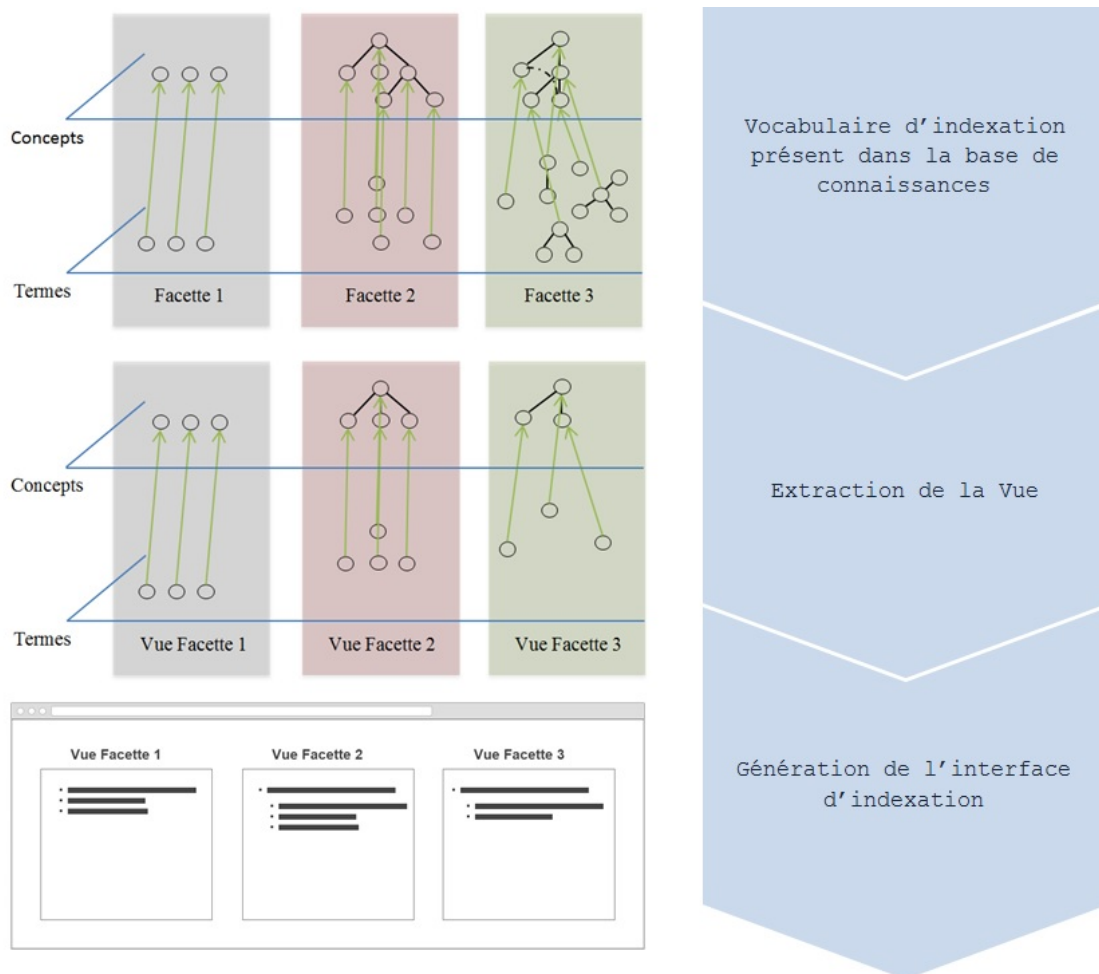 Concepts
Termes
Facette 1
Facette 2
Facette 3
Vocabulaire d’indexation
présent dans la base de
connaissances
Concepts
Termes
Vue Facette 1
Vue Facette 2
Vue Facette 3
Extraction de la Vue
Vue Facette 1
Vue Facette 2
Vue Facette 3
Génération de l’interface
d’indexation